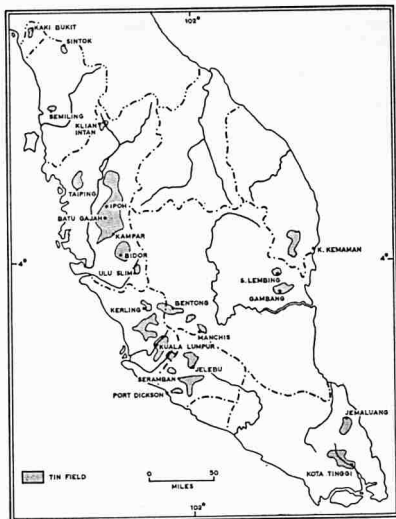 102°
KAKI BUKIT
SINTOK
SEMILING
KLIAN
INTAN
TAIPING
IPOH
BATU GAJAH
KAMPAR
BIDOR
4°
4°
K. KEMAMAN
ULU SLIM
S. LEMBING
GAMBANG
KERLING
BENTONG
MANCHIS
KUALA LUMPUR
JELEBU
SERAMBAN
PORT DICKSON
JEMALUANG
KOTA TINGGI
TIN FIELD
0 50
MILES
102°